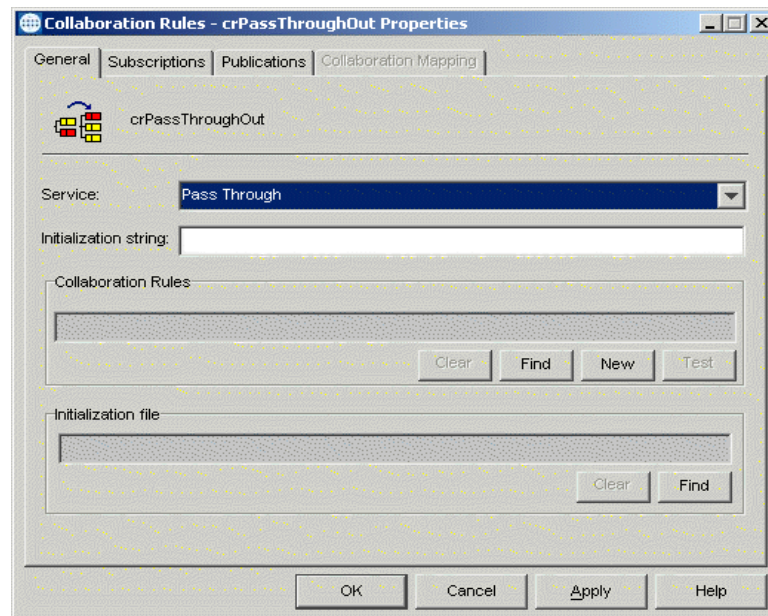 Collaboration Rules - crPassThroughOut Properties
General Subscriptions Publications Collaboration Mapping
crPassThroughOut
Service: Pass Through
Initialization string:
Collaboration Rules
Clear Find New Test
Initialization file
Clear Find
OK Cancel Apply Help